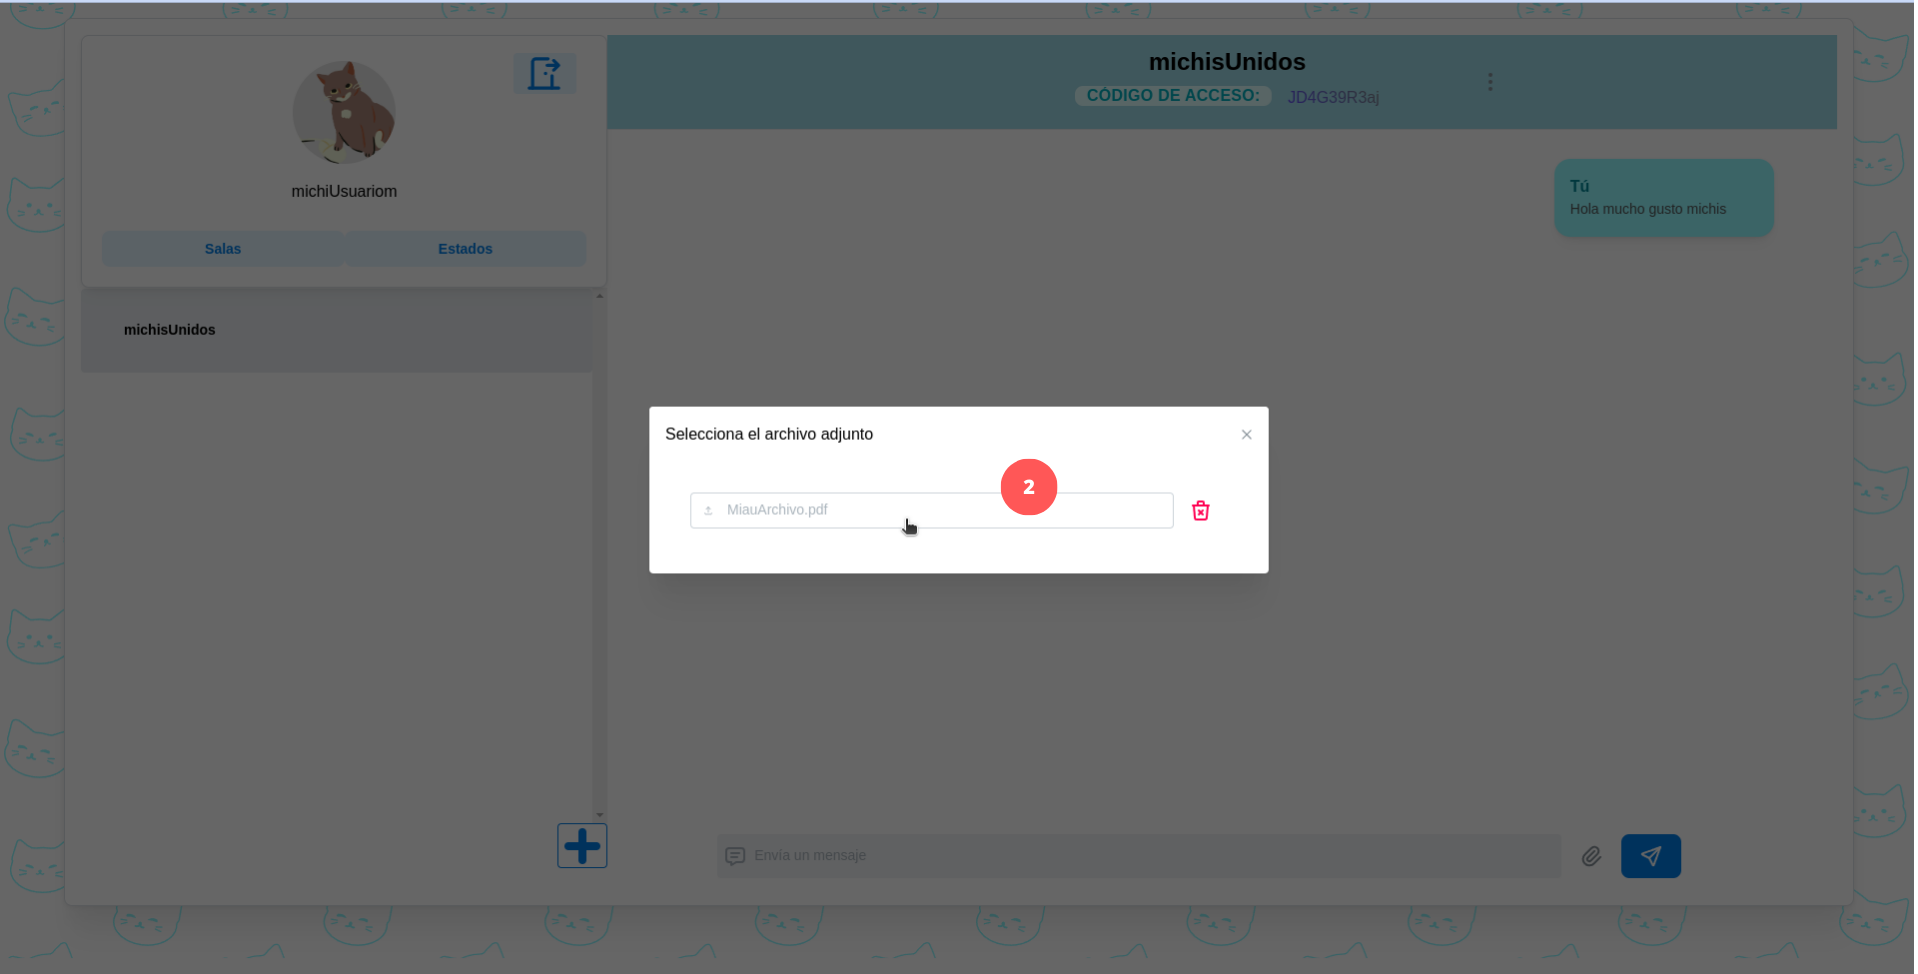 michiUsuariom
Salas
Estados
michisUnidos
michisUnidos
CÓDIGO DE ACCESO: JD4G39R3aj
Tú
Hola mucho gusto michis
Selecciona el archivo adjunto
2
MiauArchivo.pdf
Envía un mensaje